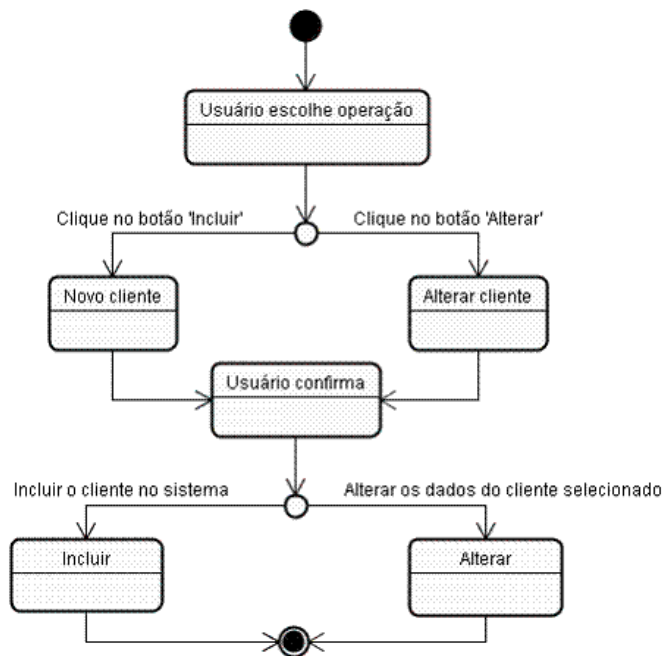 Usuário escolhe operação
Clique no botão 'Incluir'
Clique no botão 'Alterar'
Novo cliente
Alterar cliente
Usuário confirma
Incluir o cliente no sistema
Alterar os dados do cliente selecionado
Incluir
Alterar